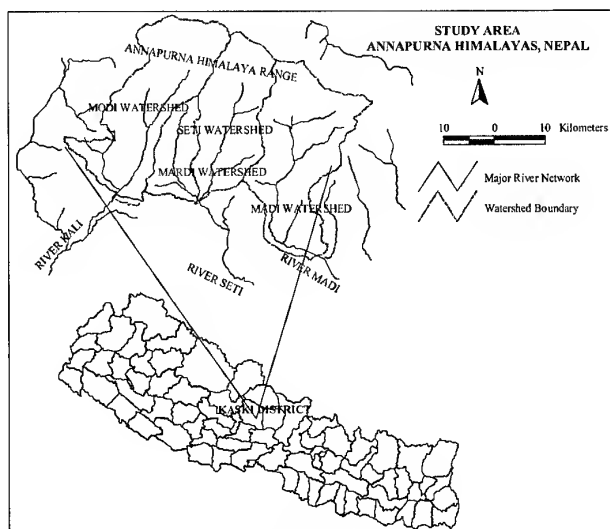 STUDY AREA
ANNAPURNA HIMALAYAS, NEPAL
ANNAPURNA HIMALAYA RANGE
N
MODI WATERSHED
SETI WATERSHED
10 0 10 Kilometers
MARDI WATERSHED
Major River Network
MADI WATERSHED
Watershed Boundary
RIVER KALI
RIVER SETI
RIVER MADI
KASKI DISTRICT